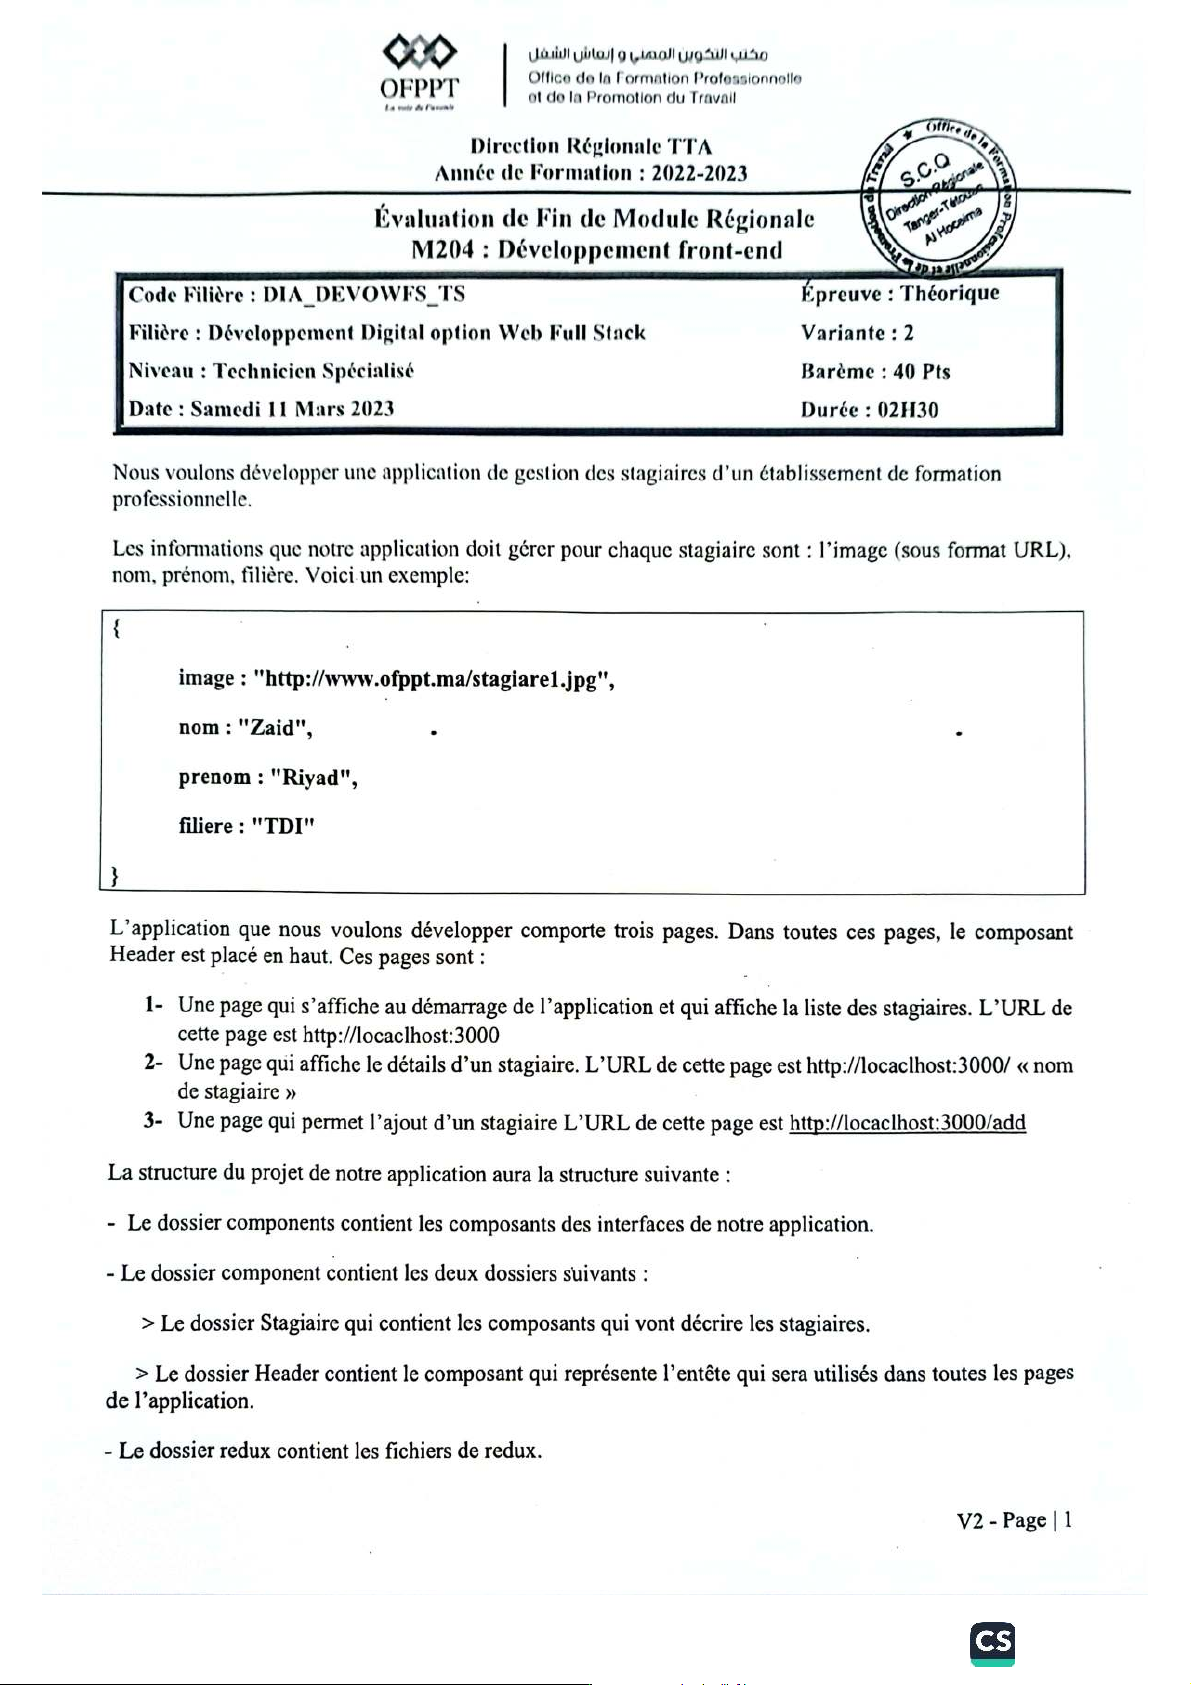 مكتب التكوين المهني و إنعاش الشغل
OFPPT
La voie de l'avenir
Office de la Formation Professionnelle
et de la Promotion du Travail
Direction Régionale TTA
Année de Formation : 2022-2023
Office de la Formation Professionnelle et de la Promotion du Travail
S.C.Q
Direction Régionale
Tanger-Tétouan
Al Hoceima
Évaluation de Fin de Module Régionale
M204 : Développement front-end
Code Filière : DIA_DEVOWFS_TS Épreuve : Théorique
Filière : Développement Digital option Web Full Stack Variante : 2
Niveau : Technicien Spécialisé Barème : 40 Pts
Date : Samedi 11 Mars 2023 Durée : 02H30
Nous voulons développer une application de gestion des stagiaires d'un établissement de formation
professionnelle.
Les informations que notre application doit gérer pour chaque stagiaire sont : l'image (sous format URL),
nom, prénom, filière. Voici un exemple:
{
image : "http://www.ofppt.ma/stagiare1.jpg",
nom : "Zaid",
prenom : "Riyad",
filiere : "TDI"
}
L'application que nous voulons développer comporte trois pages. Dans toutes ces pages, le composant
Header est placé en haut. Ces pages sont :
1- Une page qui s'affiche au démarrage de l'application et qui affiche la liste des stagiaires. L'URL de
cette page est http://locaclhost:3000
2- Une page qui affiche le détails d'un stagiaire. L'URL de cette page est http://locaclhost:3000/ « nom
de stagiaire »
3- Une page qui permet l'ajout d'un stagiaire L'URL de cette page est http://locaclhost:3000/add
La structure du projet de notre application aura la structure suivante :
- Le dossier components contient les composants des interfaces de notre application.
- Le dossier component contient les deux dossiers suivants :
> Le dossier Stagiaire qui contient les composants qui vont décrire les stagiaires.
> Le dossier Header contient le composant qui représente l'entête qui sera utilisés dans toutes les pages
de l'application.
- Le dossier redux contient les fichiers de redux.
V2 - Page | 1
CS